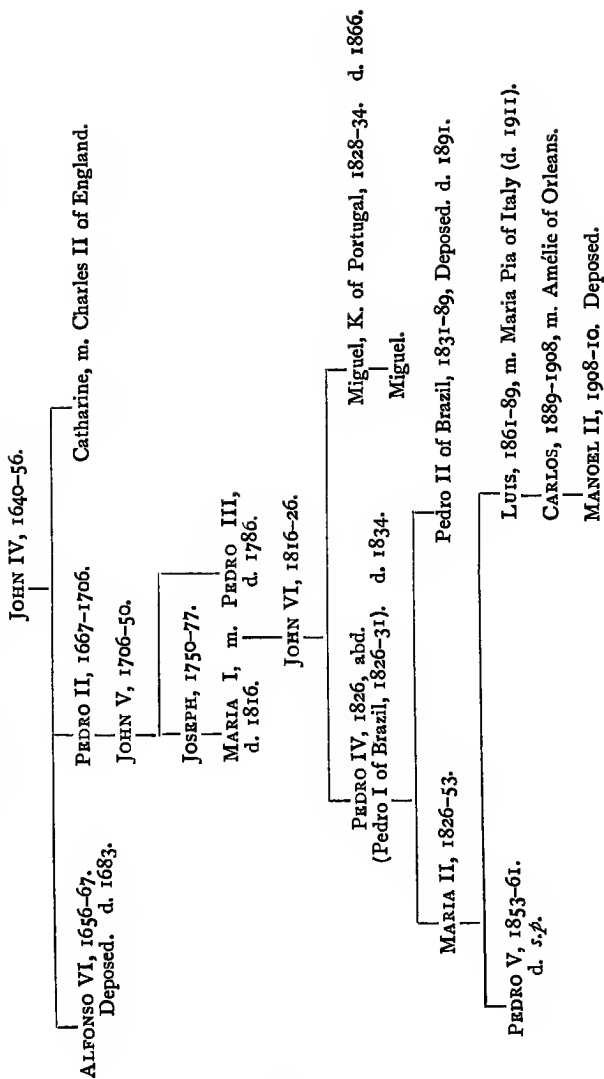 JOHN IV, 1640–56.
ALFONSO VI, 1656–67.
Deposed. d. 1683.
PEDRO II, 1667–1706.
Catharine, m. Charles II of England.
JOHN V, 1706–50.
JOSEPH, 1750–77.
MARIA I, m. PEDRO III,
d. 1816. d. 1786.
JOHN VI, 1816–26.
PEDRO IV, 1826, abd.
(Pedro I of Brazil, 1826–31). d. 1834.
Miguel, K. of Portugal, 1828–34. d. 1866.
Miguel.
MARIA II, 1826–53.
Pedro II of Brazil, 1831–89, Deposed. d. 1891.
PEDRO V, 1853–61.
d. s.p.
LUIS, 1861–89, m. Maria Pia of Italy (d. 1911).
CARLOS, 1889–1908, m. Amélie of Orleans.
MANOEL II, 1908–10. Deposed.